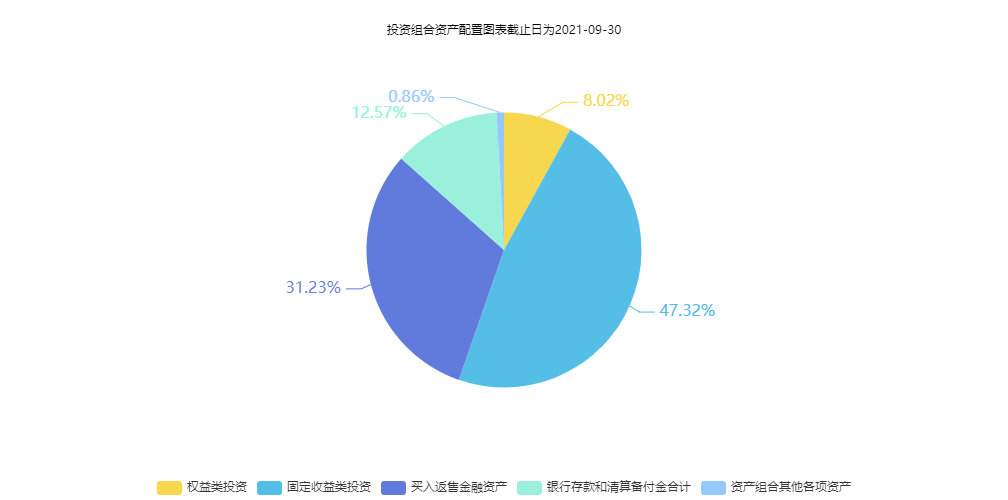 投资组合资产配置图表截止日为2021-09-30
0.86%
8.02%
12.57%
31.23%
47.32%
权益类投资
固定收益类投资
买入返售金融资产
银行存款和清算备付金合计
资产组合其他各项资产